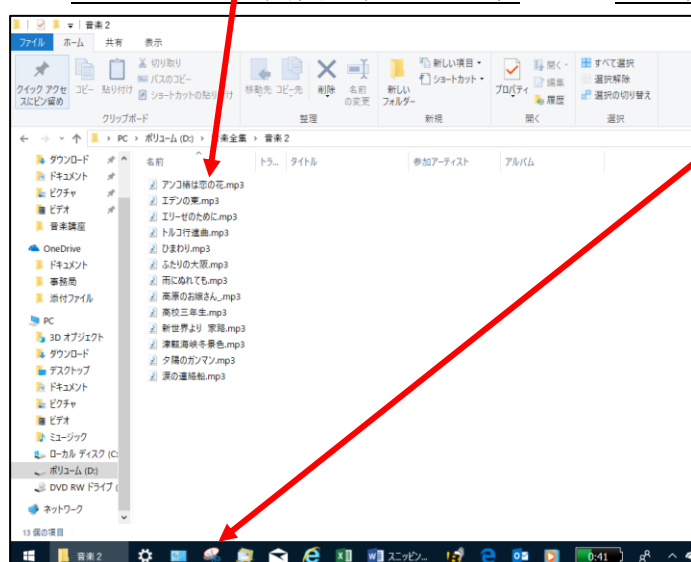 音楽 2
ファイル ホーム 共有 表示
クイック アクセスにピン留め
コピー
貼り付け
切り取り
パスのコピー
ショートカットの貼り付け
クリップボード
移動先
コピー先
削除
名前の変更
整理
新しいフォルダー
新しい項目
ショートカット
新規
プロパティ
開く
編集
履歴
開く
すべて選択
選択解除
選択の切り替え
選択
PC › ボリューム (D:) › 音楽全集 › 音楽 2
ダウンロード
ドキュメント
ピクチャ
ビデオ
音楽講座
OneDrive
ドキュメント
事務局
添付ファイル
PC
3D オブジェクト
ダウンロード
デスクトップ
ドキュメント
ピクチャ
ビデオ
ミュージック
ローカル ディスク (C:
ボリューム (D:)
DVD RW ドライブ (
ネットワーク
名前 トラ... タイトル 参加アーティスト アルバム
アンコ椿は恋の花.mp3
エデンの東.mp3
エリーゼのために.mp3
トルコ行進曲.mp3
ひまわり.mp3
ふたりの大阪.mp3
雨にぬれても.mp3
高原のお嬢さん_.mp3
高校三年生.mp3
新世界より 家路.mp3
津軽海峡冬景色.mp3
夕陽のガンマン.mp3
涙の連絡船.mp3
13 個の項目
音楽 2
スニッピン...
0:41